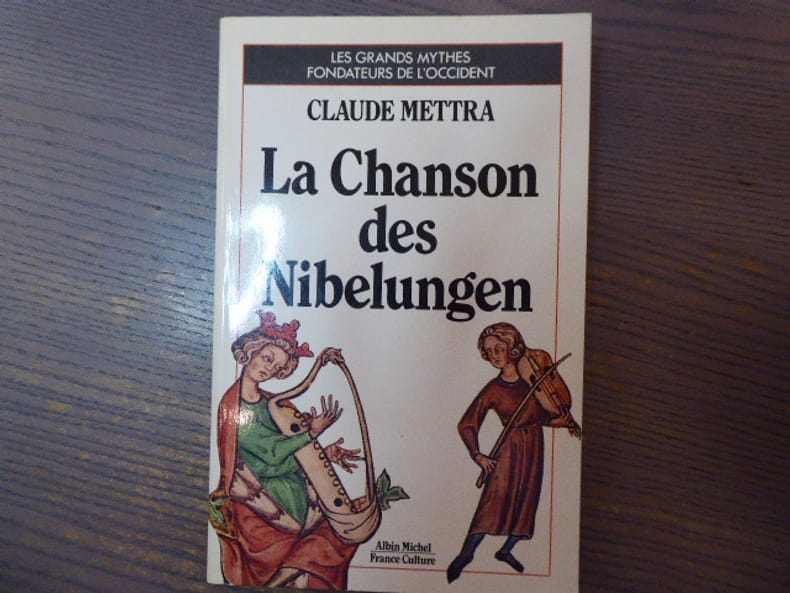 LES GRANDS MYTHES
FONDATEURS DE L'OCCIDENT
CLAUDE METTRA
La Chanson
des
Nibelungen
Albin Michel
France Culture